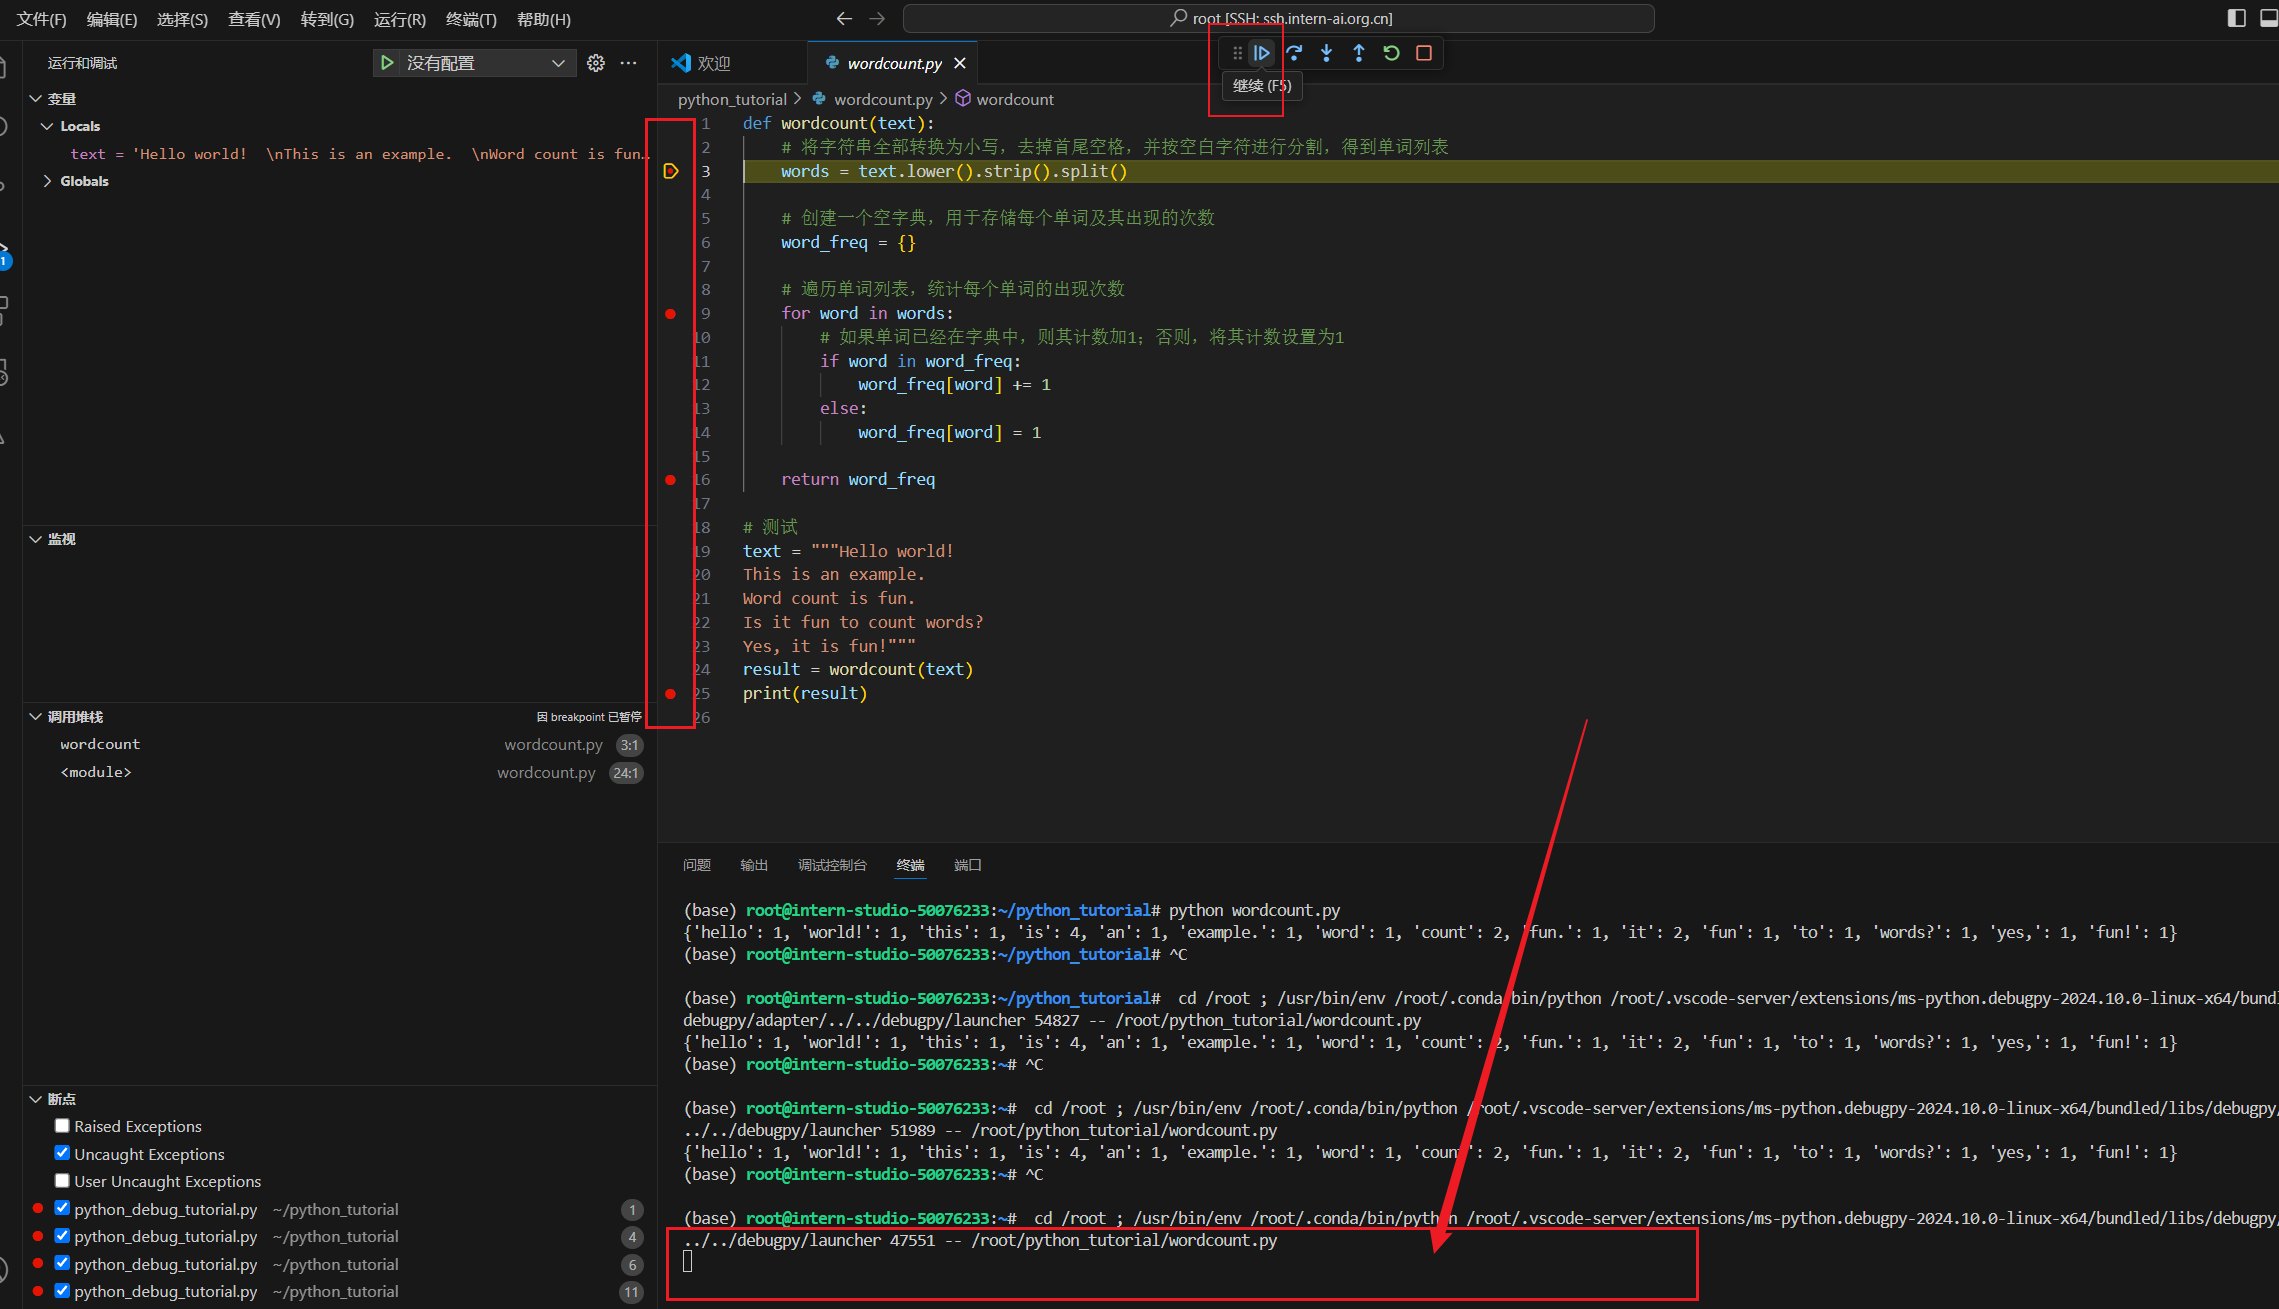 文件(F) 编辑(E) 选择(S) 查看(V) 转到(G) 运行(R) 终端(T) 帮助(H)
root [SSH: ssh.intern-ai.org.cn]
运行和调试
没有配置
变量
Locals
text = 'Hello world!  \nThis is an example.  \nWord count is fun…
Globals
监视
调用堆栈
因 breakpoint 已暂停
wordcount wordcount.py 3:1
<module> wordcount.py 24:1
断点
Raised Exceptions
Uncaught Exceptions
User Uncaught Exceptions
python_debug_tutorial.py ~/python_tutorial 1
python_debug_tutorial.py ~/python_tutorial 4
python_debug_tutorial.py ~/python_tutorial 6
python_debug_tutorial.py ~/python_tutorial 11
1
欢迎
wordcount.py
继续 (F5)
python_tutorial > wordcount.py > wordcount
1 def wordcount(text):
2 # 将字符串全部转换为小写，去掉首尾空格，并按空白字符进行分割，得到单词列表
3 words = text.lower().strip().split()
4
5 # 创建一个空字典，用于存储每个单词及其出现的次数
6 word_freq = {}
7
8 # 遍历单词列表，统计每个单词的出现次数
9 for word in words:
10 # 如果单词已经在字典中，则其计数加1；否则，将其计数设置为1
11 if word in word_freq:
12 word_freq[word] += 1
13 else:
14 word_freq[word] = 1
15
16 return word_freq
17
18 # 测试
19 text = """Hello world!
20 This is an example.
21 Word count is fun.
22 Is it fun to count words?
23 Yes, it is fun!"""
24 result = wordcount(text)
25 print(result)
26
问题 输出 调试控制台 终端 端口
(base) root@intern-studio-50076233:~/python_tutorial# python wordcount.py
{'hello': 1, 'world!': 1, 'this': 1, 'is': 4, 'an': 1, 'example.': 1, 'word': 1, 'count': 2, 'fun.': 1, 'it': 2, 'fun': 1, 'to': 1, 'words?': 1, 'yes,': 1, 'fun!': 1}
(base) root@intern-studio-50076233:~/python_tutorial# ^C
(base) root@intern-studio-50076233:~/python_tutorial#  cd /root ; /usr/bin/env /root/.conda/bin/python /root/.vscode-server/extensions/ms-python.debugpy-2024.10.0-linux-x64/bundl
debugpy/adapter/../../debugpy/launcher 54827 -- /root/python_tutorial/wordcount.py
{'hello': 1, 'world!': 1, 'this': 1, 'is': 4, 'an': 1, 'example.': 1, 'word': 1, 'count': 2, 'fun.': 1, 'it': 2, 'fun': 1, 'to': 1, 'words?': 1, 'yes,': 1, 'fun!': 1}
(base) root@intern-studio-50076233:~# ^C
(base) root@intern-studio-50076233:~#  cd /root ; /usr/bin/env /root/.conda/bin/python /root/.vscode-server/extensions/ms-python.debugpy-2024.10.0-linux-x64/bundled/libs/debugpy/
../../debugpy/launcher 51989 -- /root/python_tutorial/wordcount.py
{'hello': 1, 'world!': 1, 'this': 1, 'is': 4, 'an': 1, 'example.': 1, 'word': 1, 'count': 2, 'fun.': 1, 'it': 2, 'fun': 1, 'to': 1, 'words?': 1, 'yes,': 1, 'fun!': 1}
(base) root@intern-studio-50076233:~# ^C
(base) root@intern-studio-50076233:~#  cd /root ; /usr/bin/env /root/.conda/bin/python /root/.vscode-server/extensions/ms-python.debugpy-2024.10.0-linux-x64/bundled/libs/debugpy/
../../debugpy/launcher 47551 -- /root/python_tutorial/wordcount.py